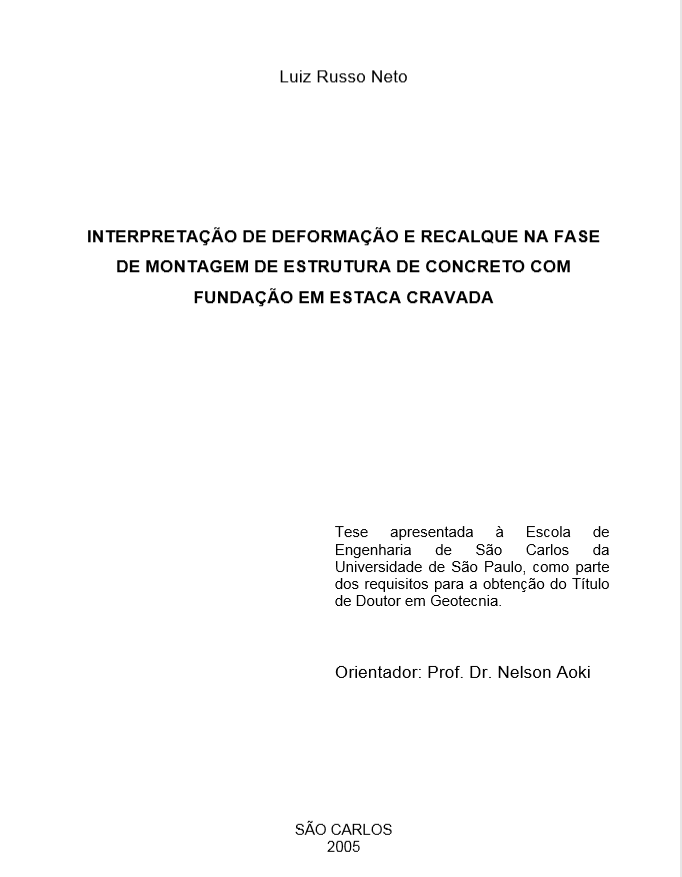 Luiz Russo Neto
INTERPRETAÇÃO DE DEFORMAÇÃO E RECALQUE NA FASE
DE MONTAGEM DE ESTRUTURA DE CONCRETO COM
FUNDAÇÃO EM ESTACA CRAVADA
Tese apresentada à Escola de
Engenharia de São Carlos da
Universidade de São Paulo, como parte
dos requisitos para a obtenção do Título
de Doutor em Geotecnia.
Orientador: Prof. Dr. Nelson Aoki
SÃO CARLOS
2005